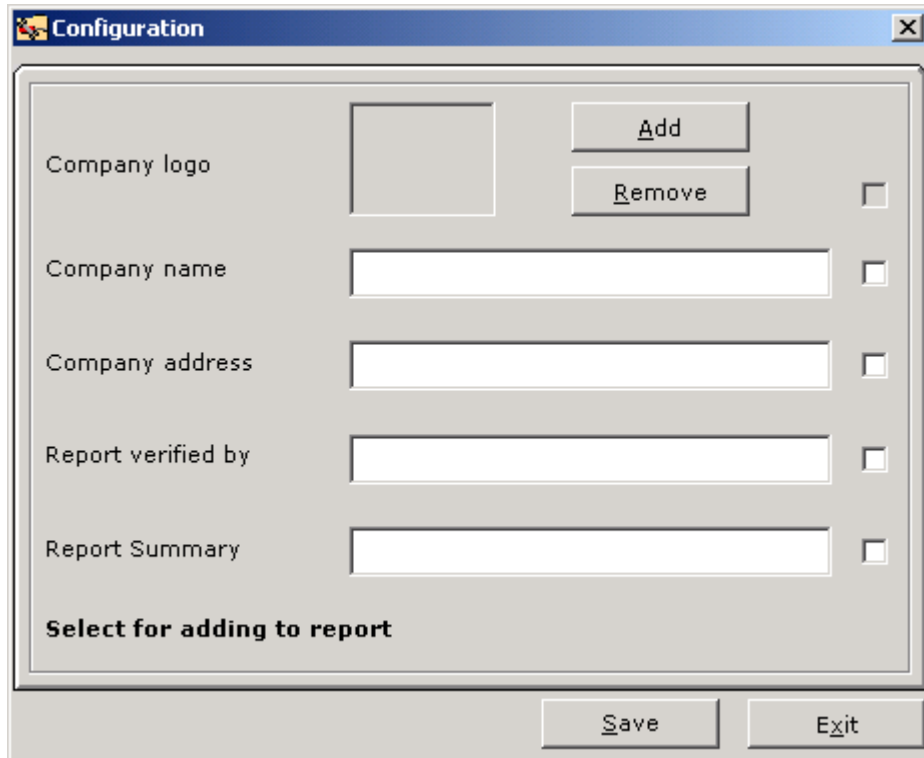 Configuration
Company logo
Add
Remove
Company name
Company address
Report verified by
Report Summary
Select for adding to report
Save
Exit